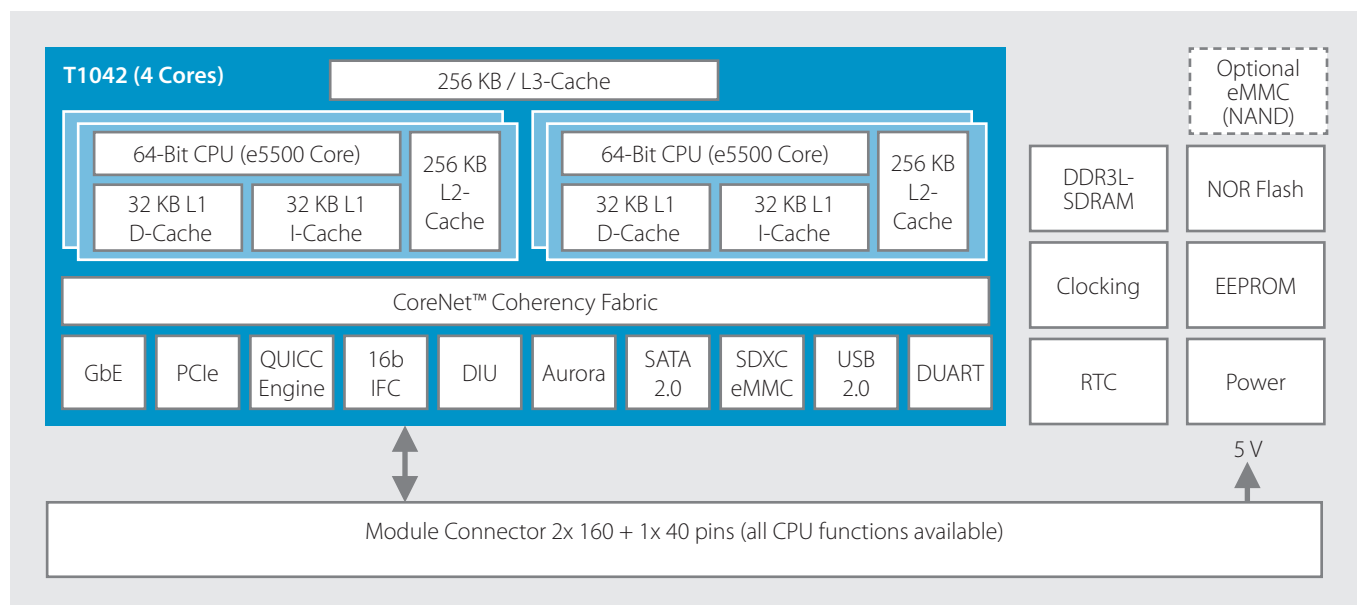 T1042 (4 Cores)
256 KB / L3-Cache
64-Bit CPU (e5500 Core)
32 KB L1
D-Cache
32 KB L1
I-Cache
256 KB
L2-
Cache
64-Bit CPU (e5500 Core)
32 KB L1
D-Cache
32 KB L1
I-Cache
256 KB
L2-
Cache
CoreNet™ Coherency Fabric
GbE
PCIe
QUICC
Engine
16b
IFC
DIU
Aurora
SATA
2.0
SDXC
eMMC
USB
2.0
DUART
Optional
eMMC
(NAND)
DDR3L-
SDRAM
NOR Flash
Clocking
EEPROM
RTC
Power
5 V
Module Connector 2x 160 + 1x 40 pins (all CPU functions available)